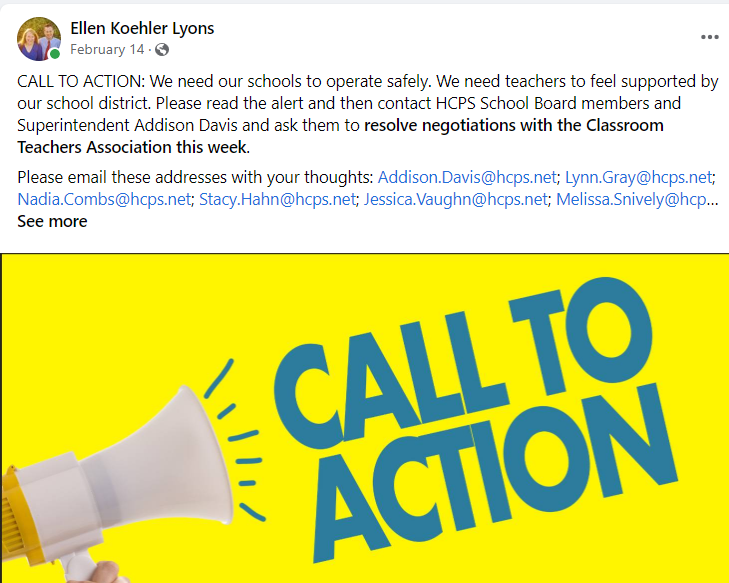 Ellen Koehler Lyons
February 14 ·
CALL TO ACTION: We need our schools to operate safely. We need teachers to feel supported by
our school district. Please read the alert and then contact HCPS School Board members and
Superintendent Addison Davis and ask them to resolve negotiations with the Classroom
Teachers Association this week.
Please email these addresses with your thoughts: Addison.Davis@hcps.net; Lynn.Gray@hcps.net;
Nadia.Combs@hcps.net; Stacy.Hahn@hcps.net; Jessica.Vaughn@hcps.net; Melissa.Snively@hcp...
See more
CALL TO
ACTION